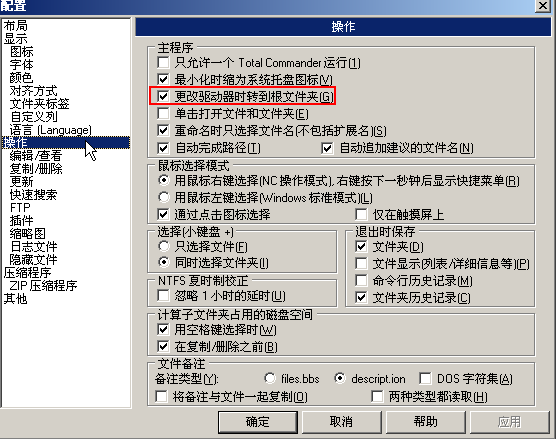 配置
布局
显示
图标
字体
颜色
对齐方式
文件夹标签
自定义列
语言 (Language)
操作
编辑/查看
复制/删除
更新
快速搜索
FTP
插件
缩略图
日志文件
隐藏文件
压缩程序
ZIP 压缩程序
其他
操作
主程序
只允许一个 Total Commander 运行(1)
最小化时缩为系统托盘图标(V)
更改驱动器时转到根文件夹(G)
单击打开文件和文件夹(E)
重命名时只选择文件名(不包括扩展名)(S)
自动完成路径(T) 自动追加建议的文件名(N)
鼠标选择模式
用鼠标右键选择(NC 操作模式), 右键按下一秒钟后显示快捷菜单(R)
用鼠标左键选择(Windows 标准模式)(L)
通过点击图标选择 仅在触摸屏上
选择(小键盘 +)
只选择文件(F)
同时选择文件夹(I)
NTFS 夏时制校正
忽略 1 小时的延时(U)
退出时保存
文件夹(D)
文件显示(列表/详细信息等)(P)
命令行历史记录(M)
文件夹历史记录(C)
计算子文件夹占用的磁盘空间
用空格键选择时(W)
在复制/删除之前(B)
文件备注
备注类型(Y): files.bbs descript.ion DOS 字符集(A)
将备注与文件一起复制(O) 两种类型都读取(H)
确定 取消 帮助 应用